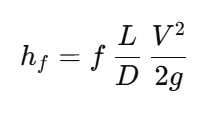 h_f = f \frac{L}{D} \frac{V^2}{2g}